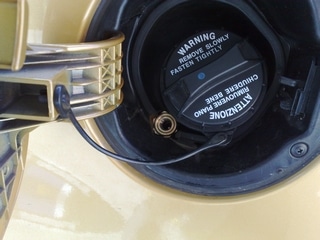 WARNING
REMOVE SLOWLY
FASTEN TIGHTLY
ATTENZIONE
RIMUOVERE PIANO
CHIUDERE BENE